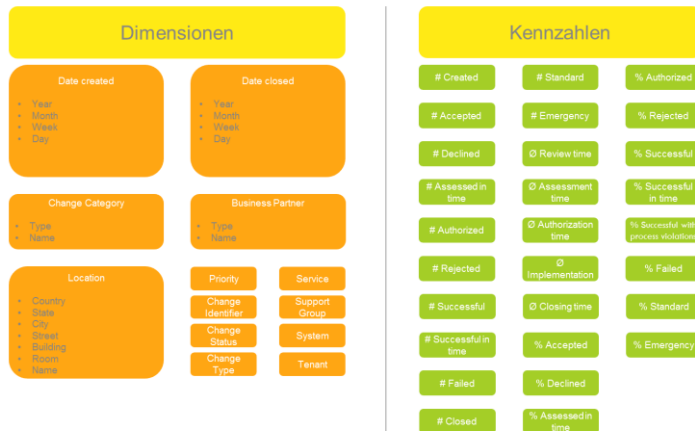 Dimensionen
Date created
• Year
• Month
• Week
• Day
Date closed
• Year
• Month
• Week
• Day
Change Category
• Type
• Name
Business Partner
• Type
• Name
Location
• Country
• State
• City
• Street
• Building
• Room
• Name
Priority
Service
Change
Identifier
Support
Group
Change
Status
System
Change
Type
Tenant
Kennzahlen
# Created
# Accepted
# Declined
# Assessed in
time
# Authorized
# Rejected
# Successful
# Successful in
time
# Failed
# Closed
# Standard
# Emergency
Ø Review time
Ø Assessment
time
Ø Authorization
time
Ø
Implementation
Ø Closing time
% Accepted
% Declined
% Assessed in
time
% Authorized
% Rejected
% Successful
% Successful
in time
% Successful with
process violations
% Failed
% Standard
% Emergency